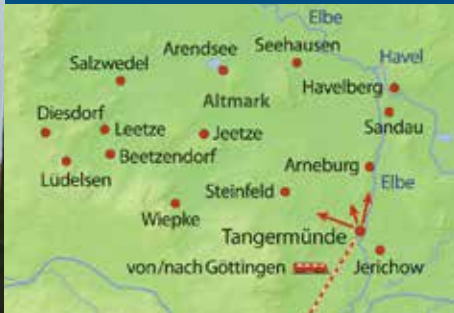 Elbe
Arendsee
Seehausen
Salzwedel
Havel
Havelberg
Altmark
Diesdorf
Leetze
Jeetze
Sandau
Beetzendorf
Lüdelsen
Arneburg
Steinfeld
Elbe
Wiepke
Tangermünde
von/nach Göttingen
Jerichow